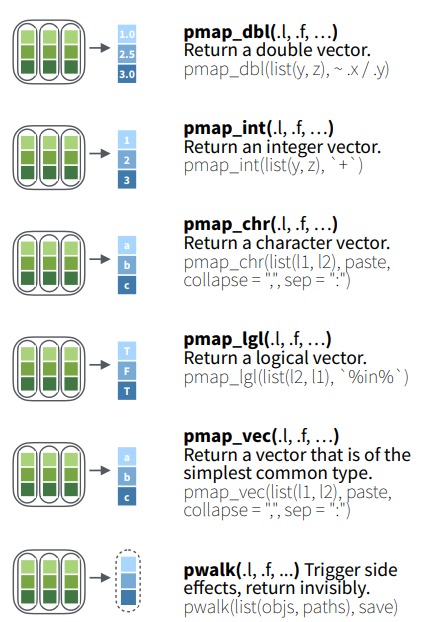 1.0
2.5
3.0
pmap_dbl(.l, .f, …)
Return a double vector.
pmap_dbl(list(y, z), ~ .x / .y)
1
2
3
pmap_int(.l, .f, …)
Return an integer vector.
pmap_int(list(y, z), `+`)
a
b
c
pmap_chr(.l, .f, …)
Return a character vector.
pmap_chr(list(l1, l2), paste,
collapse = ",", sep = ":")
T
F
T
pmap_lgl(.l, .f, …)
Return a logical vector.
pmap_lgl(list(l2, l1), `%in%`)
a
b
c
pmap_vec(.l, .f, …)
Return a vector that is of the
simplest common type.
pmap_vec(list(l1, l2), paste,
collapse = ",", sep = ":")
pwalk(.l, .f, ...) Trigger side
effects, return invisibly.
pwalk(list(objs, paths), save)